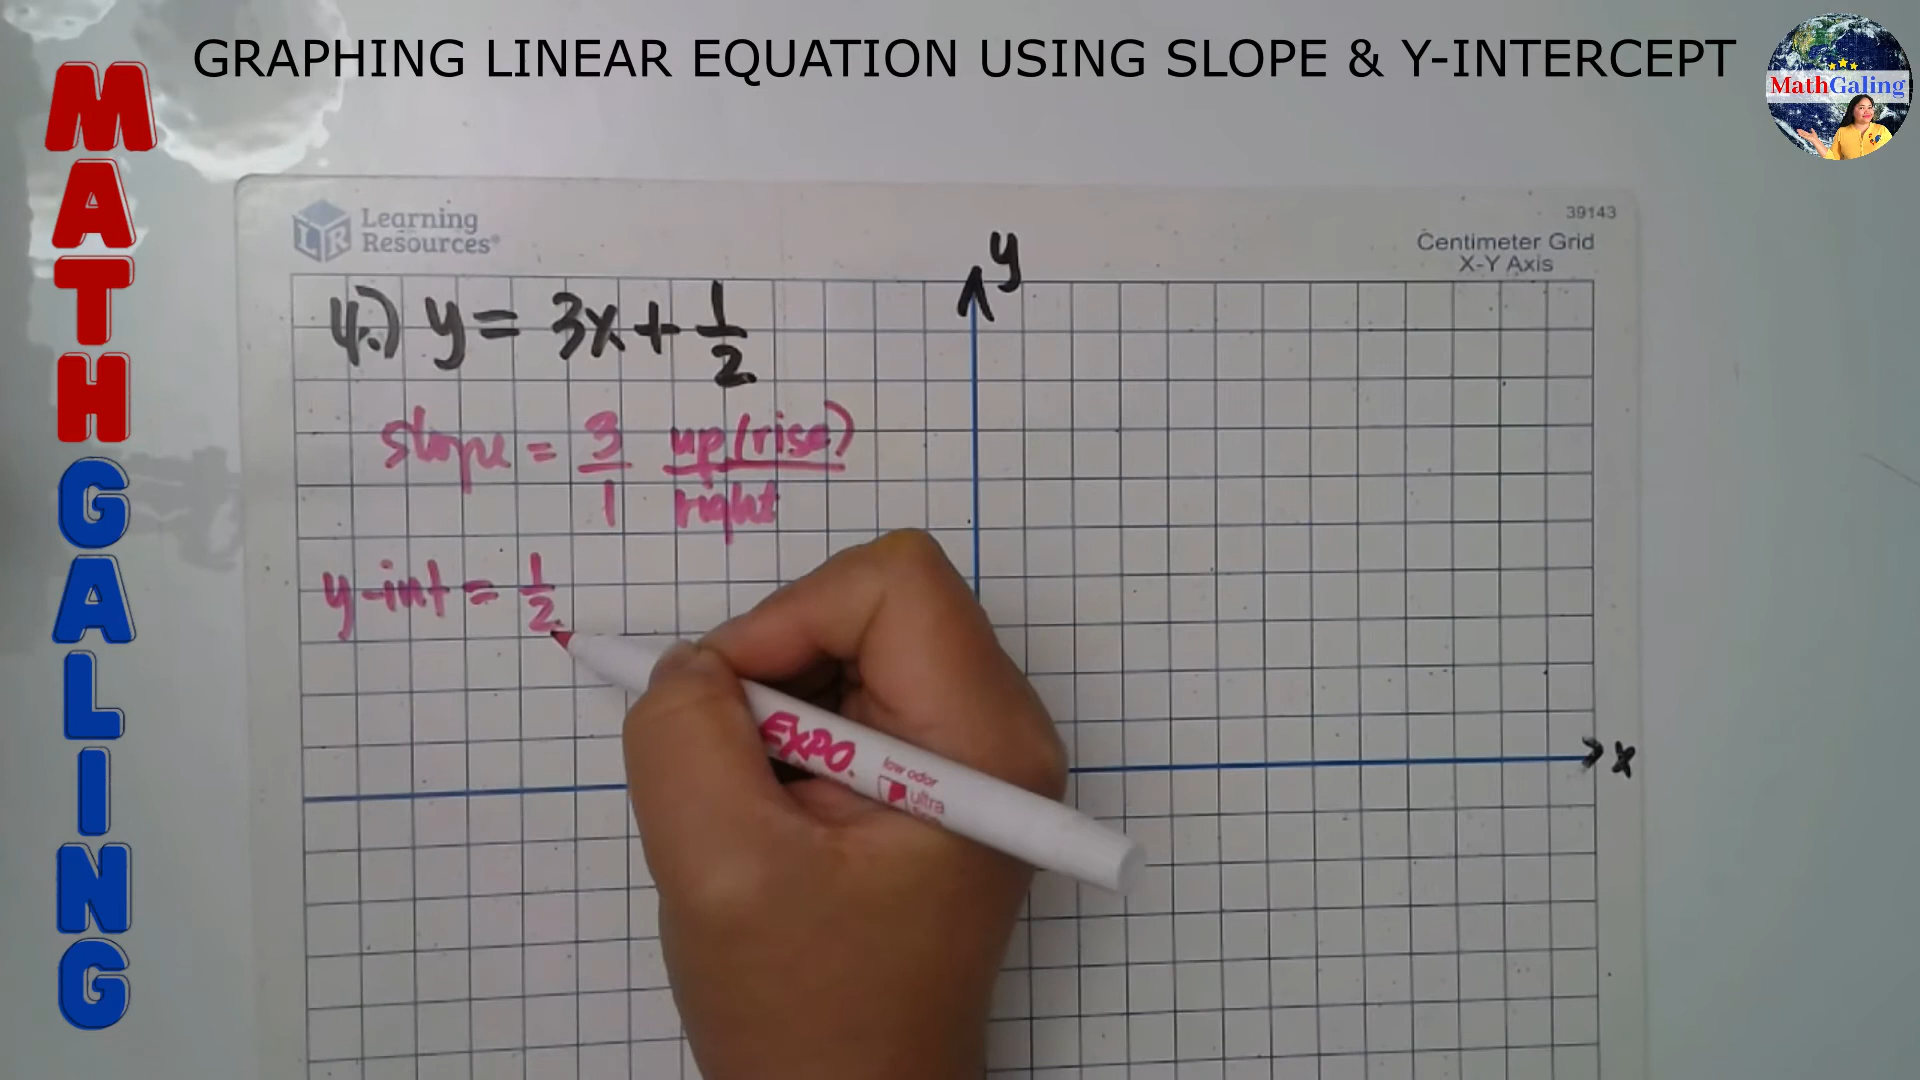 GRAPHING LINEAR EQUATION USING SLOPE & Y-INTERCEPT
MathGaling
MATH GALING
Learning
Resources®
39143
Centimeter Grid
X-Y Axis
y
4.) y = 3x + 1/2
slope = 3/1 up(rise)/right
y-int = 1/2
x
EXPO.
low odor
ultra